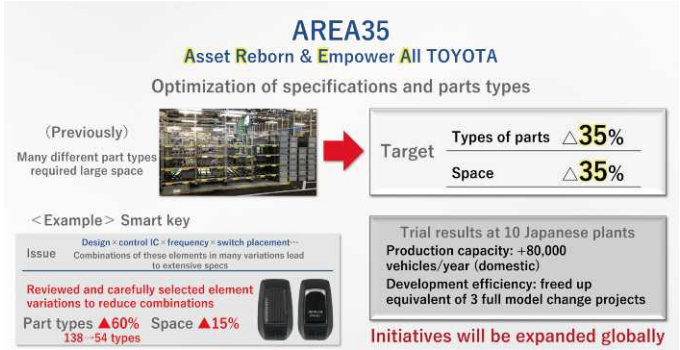 AREA35
Asset Reborn & Empower All TOYOTA
Optimization of specifications and parts types
(Previously)
Many different part types
required large space
Target
Types of parts △35%
Space △35%
<Example> Smart key
Issue
Design×control IC×frequency×switch placement…
Combinations of these elements in many variations lead
to extensive specs
Reviewed and carefully selected element
variations to reduce combinations
Part types ▲60% Space ▲15%
138→54 types
Trial results at 10 Japanese plants
Production capacity: +80,000
vehicles/year (domestic)
Development efficiency: freed up
equivalent of 3 full model change projects
Initiatives will be expanded globally